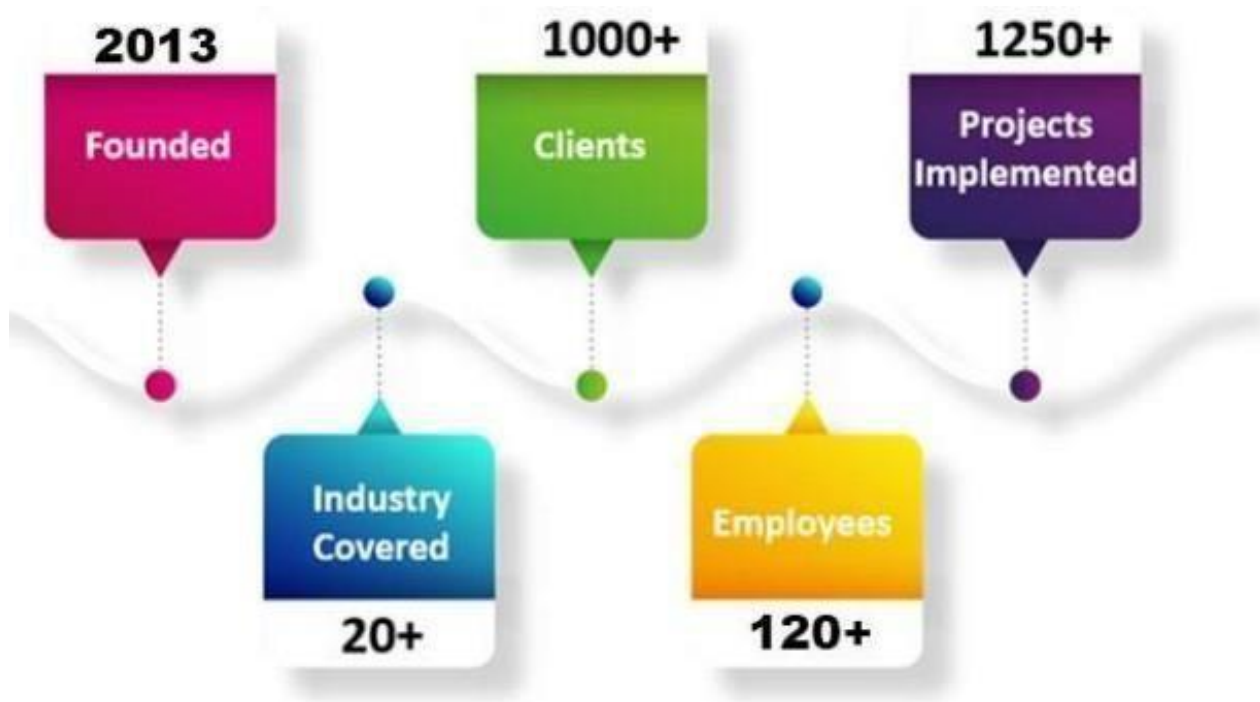 2013
Founded
Industry
Covered
20+
1000+
Clients
Employees
120+
1250+
Projects
Implemented